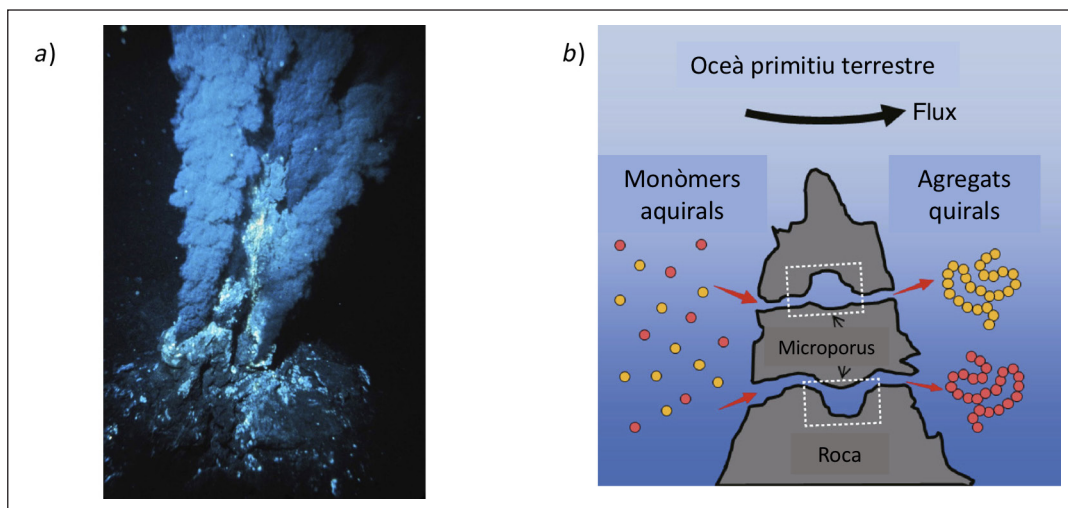 a)
b)
Oceà primitiu terrestre
Flux
Monòmers
aquirals
Agregats
quirals
Microporus
Roca